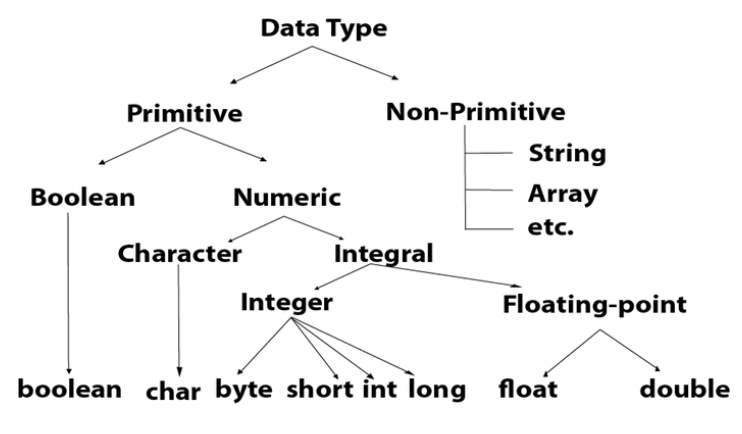 Data Type
Primitive
Non-Primitive
String
Array
etc.
Boolean
Numeric
Character
Integral
Integer
Floating-point
boolean
char
byte
short
int
long
float
double